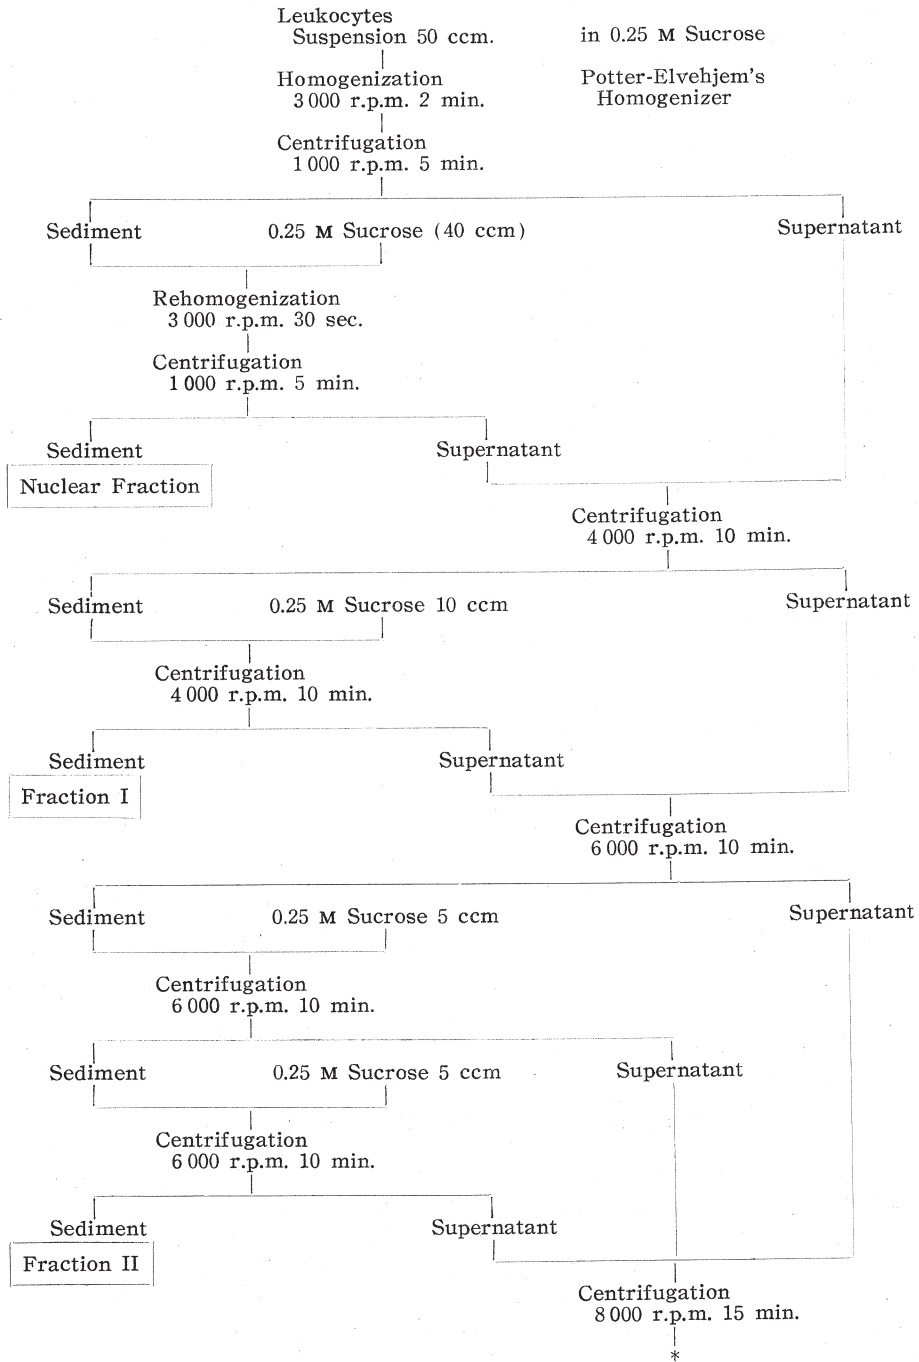 Leukocytes
Suspension 50 ccm.
in 0.25 M Sucrose
Homogenization
3 000 r.p.m. 2 min.
Potter-Elvehjem's
Homogenizer
Centrifugation
1 000 r.p.m. 5 min.
Sediment
0.25 M Sucrose (40 ccm)
Supernatant
Rehomogenization
3 000 r.p.m. 30 sec.
Centrifugation
1 000 r.p.m. 5 min.
Sediment
Supernatant
Nuclear Fraction
Centrifugation
4 000 r.p.m. 10 min.
Sediment
0.25 M Sucrose 10 ccm
Supernatant
Centrifugation
4 000 r.p.m. 10 min.
Sediment
Supernatant
Fraction I
Centrifugation
6 000 r.p.m. 10 min.
Sediment
0.25 M Sucrose 5 ccm
Supernatant
Centrifugation
6 000 r.p.m. 10 min.
Sediment
0.25 M Sucrose 5 ccm
Supernatant
Centrifugation
6 000 r.p.m. 10 min.
Sediment
Supernatant
Fraction II
Centrifugation
8 000 r.p.m. 15 min.
*